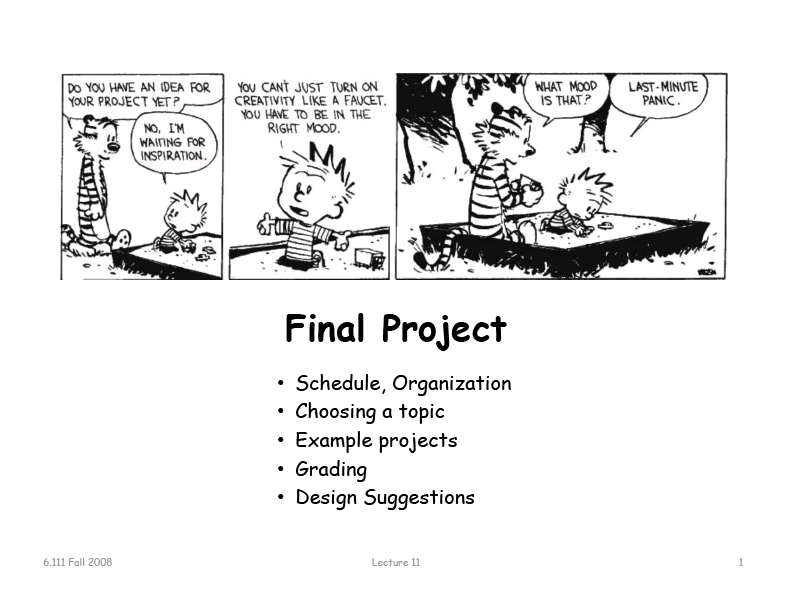 DO YOU HAVE AN IDEA FOR
YOUR PROJECT YET?
NO, I'M
WAITING FOR
INSPIRATION.
YOU CAN'T JUST TURN ON
CREATIVITY LIKE A FAUCET.
YOU HAVE TO BE IN THE
RIGHT MOOD.
WHAT MOOD
IS THAT?
LAST-MINUTE
PANIC.
Final Project
• Schedule, Organization
• Choosing a topic
• Example projects
• Grading
• Design Suggestions
6.111 Fall 2008
Lecture 11
1